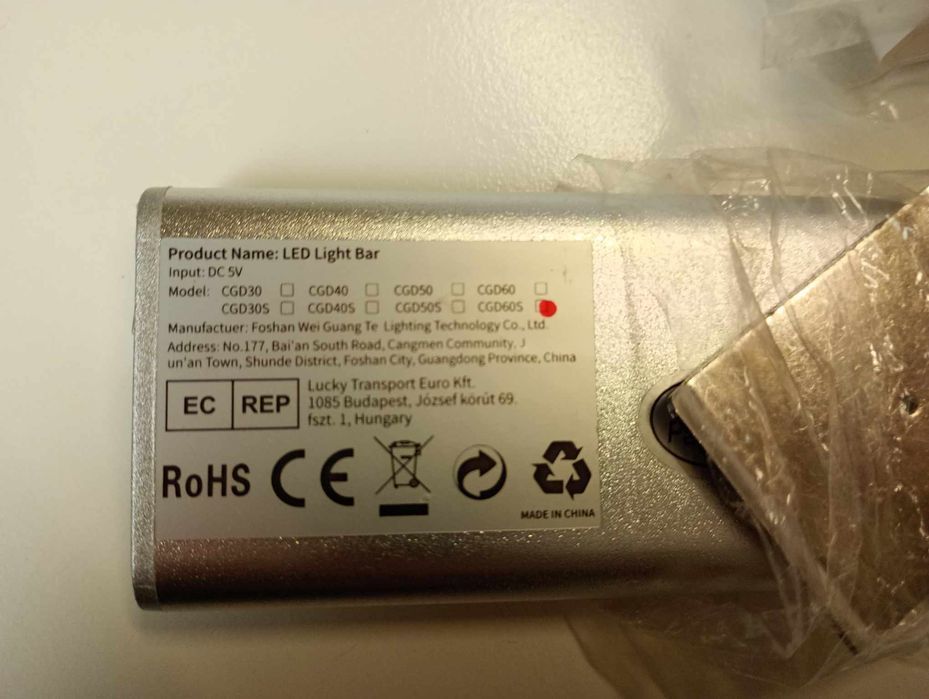 Product Name: LED Light Bar
Input: DC 5V
Model: CGD30 CGD40 CGD50 CGD60
CGD30S CGD40S CGD50S CGD60S
Manufactuer: Foshan Wei Guang Te Lighting Technology Co., Ltd.
Address: No.177, Bai'an South Road, Cangmen Community, J
un'an Town, Shunde District, Foshan City, Guangdong Province, China
EC REP
Lucky Transport Euro Kft.
1085 Budapest, József körút 69.
fszt. 1, Hungary
RoHS CE
MADE IN CHINA